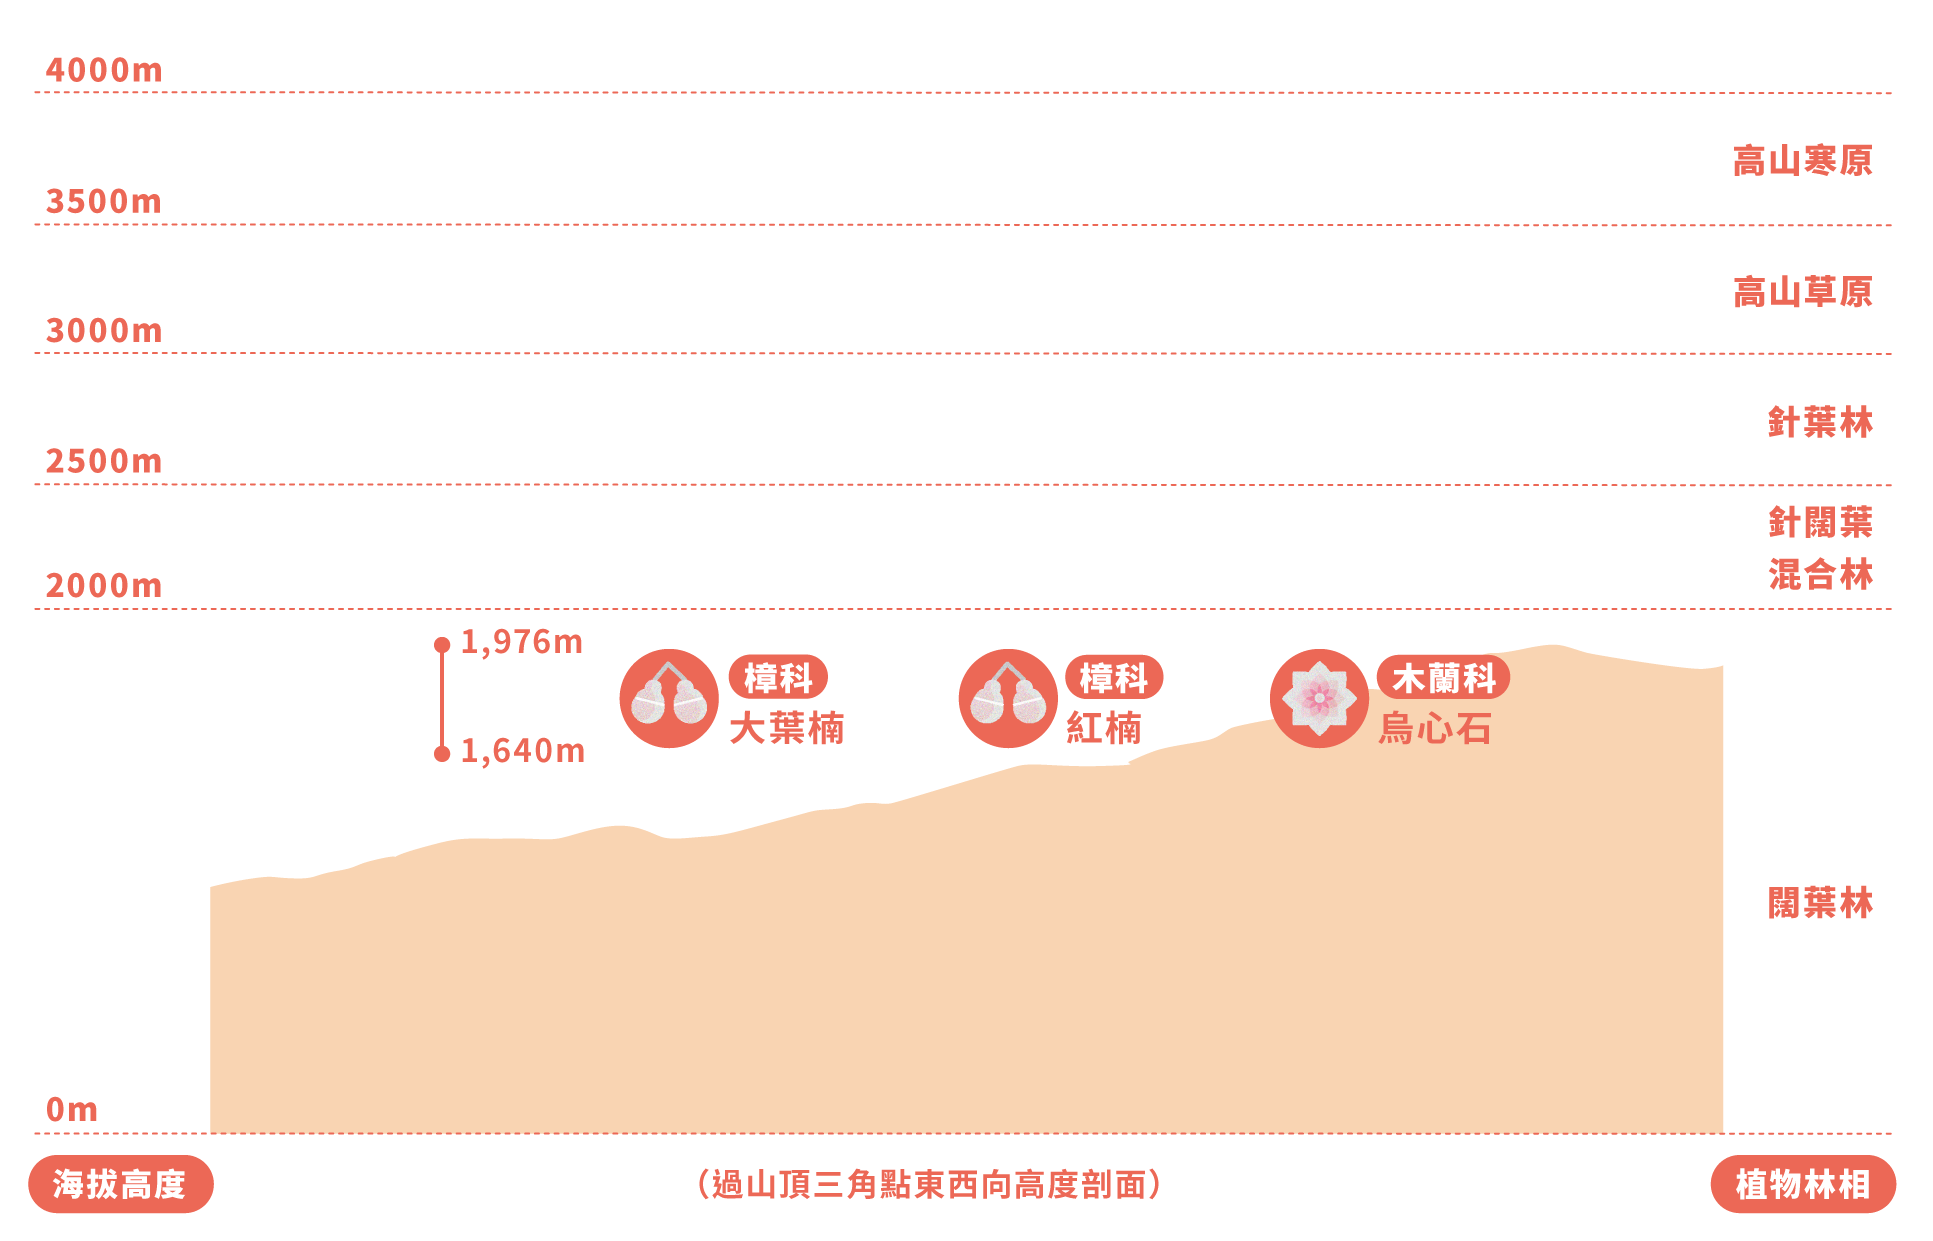 4000m
高山寒原
3500m
高山草原
3000m
針葉林
2500m
針闊葉
混合林
2000m
1,976m
1,640m
樟科
大葉楠
樟科
紅楠
木蘭科
烏心石
闊葉林
0m
海拔高度
（過山頂三角點東西向高度剖面）
植物林相